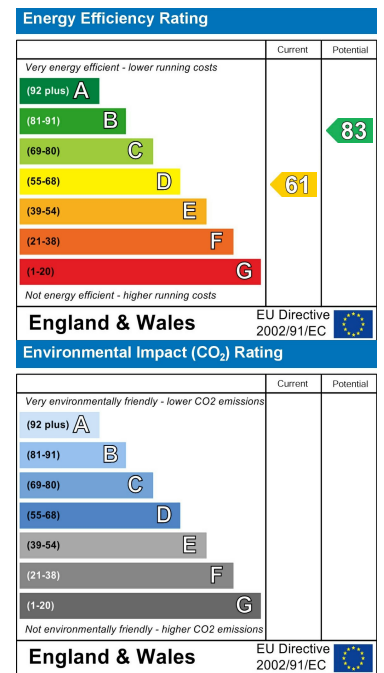 Energy Efficiency Rating
Current Potential
Very energy efficient - lower running costs
(92 plus) A
(81-91) B
83
(69-80) C
(55-68) D
61
(39-54) E
(21-38) F
(1-20) G
Not energy efficient - higher running costs
England & Wales
EU Directive
2002/91/EC
Environmental Impact (CO₂) Rating
Current Potential
Very environmentally friendly - lower CO2 emissions
(92 plus) A
(81-91) B
(69-80) C
(55-68) D
(39-54) E
(21-38) F
(1-20) G
Not environmentally friendly - higher CO2 emissions
England & Wales
EU Directive
2002/91/EC